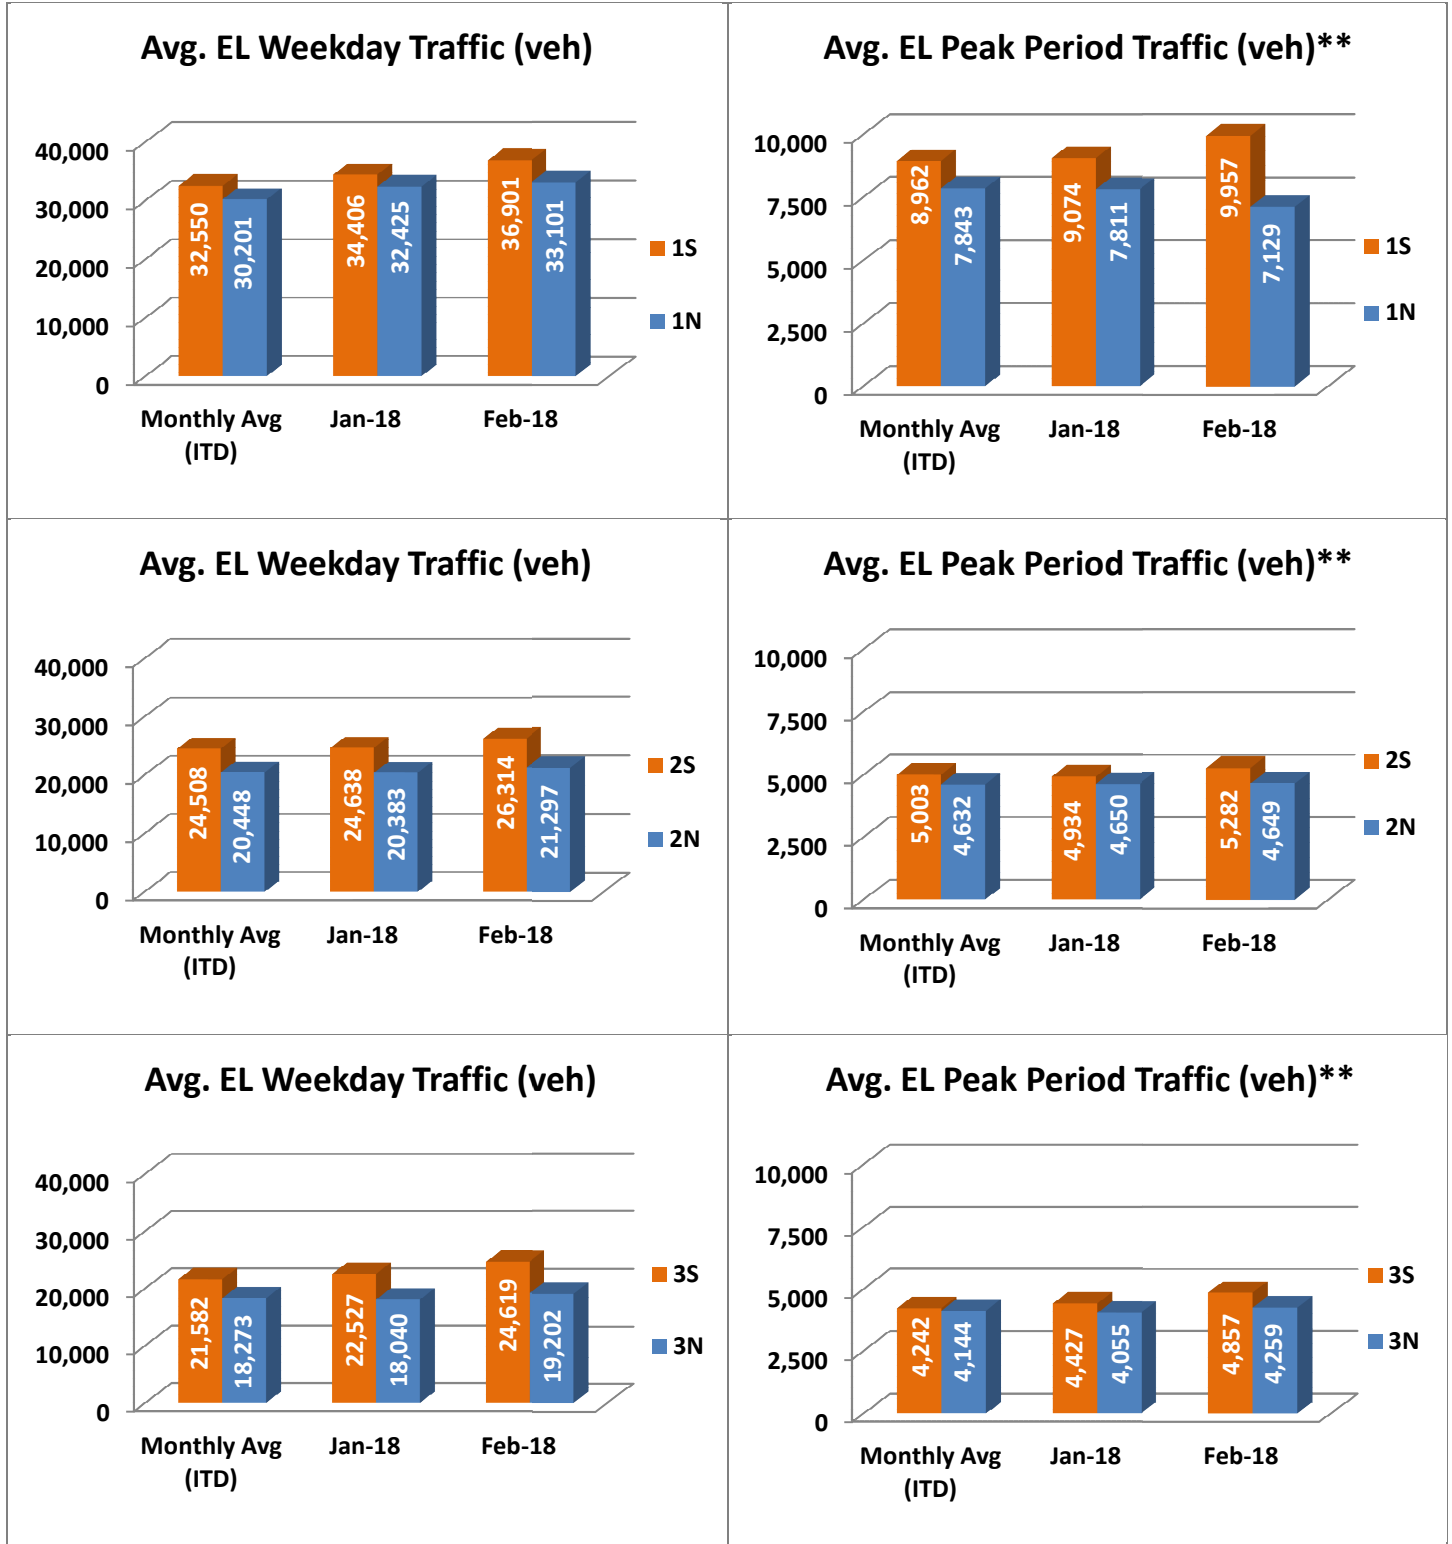 Avg. EL Weekday Traffic (veh)
40,000
30,000
20,000
10,000
0
32,550
30,201
34,406
32,425
36,901
33,101
1S
1N
Monthly Avg
(ITD)
Jan-18
Feb-18
Avg. EL Peak Period Traffic (veh)**
10,000
7,500
5,000
2,500
0
8,962
7,843
9,074
7,811
9,957
7,129
1S
1N
Monthly Avg
(ITD)
Jan-18
Feb-18
Avg. EL Weekday Traffic (veh)
40,000
30,000
20,000
10,000
0
24,508
20,448
24,638
20,383
26,314
21,297
2S
2N
Monthly Avg
(ITD)
Jan-18
Feb-18
Avg. EL Peak Period Traffic (veh)**
10,000
7,500
5,000
2,500
0
5,003
4,632
4,934
4,650
5,282
4,649
2S
2N
Monthly Avg
(ITD)
Jan-18
Feb-18
Avg. EL Weekday Traffic (veh)
40,000
30,000
20,000
10,000
0
21,582
18,273
22,527
18,040
24,619
19,202
3S
3N
Monthly Avg
(ITD)
Jan-18
Feb-18
Avg. EL Peak Period Traffic (veh)**
10,000
7,500
5,000
2,500
0
4,242
4,144
4,427
4,055
4,857
4,259
3S
3N
Monthly Avg
(ITD)
Jan-18
Feb-18